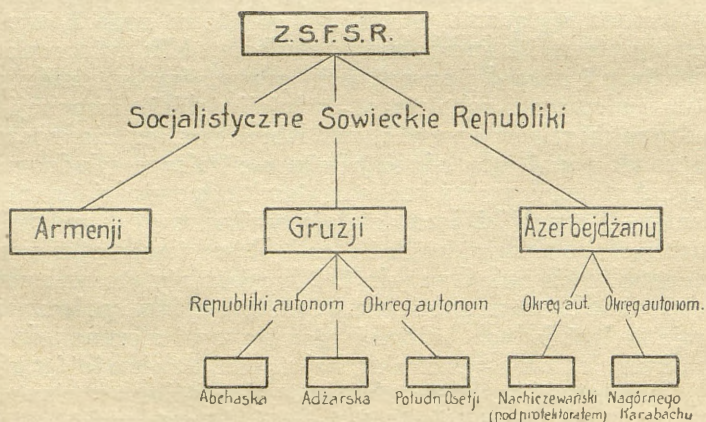 Z.S.F.S.R.
Socjalistyczne Sowieckie Republiki
Armenji
Gruzji
Azerbejdżanu
Republiki autonom. Okręg autonom
Okręg aut. Okręg autonom.
Abchaska
Adżarska
Połudn Osetji
Nachiczewański
(pod protektoratem)
Nagórnego
Karabachu